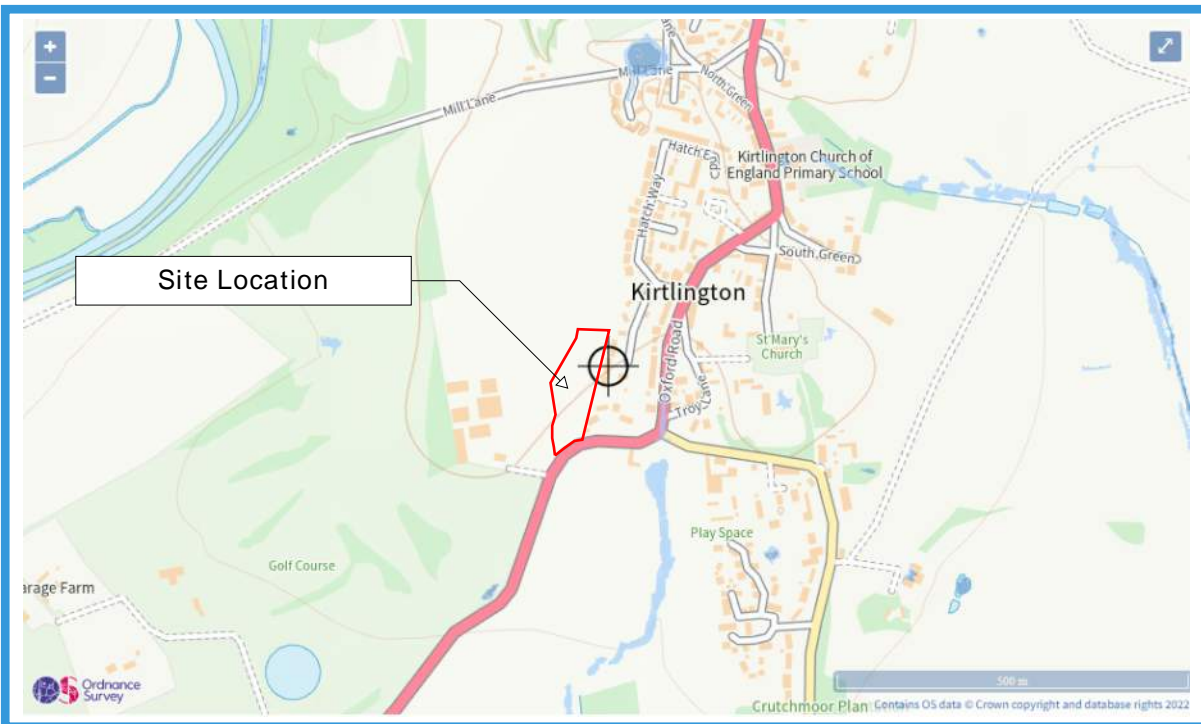 +
−
Mill Lane
North Green
Mill Lane
Hatch
Kirtlington Church of
England Primary School
Hatch Way
South Green
Site Location
Kirtlington
Oxford Road
St Mary's
Church
Troy Lane
Play Space
Golf Course
arage Farm
Ordnance
Survey
500 m
Crutchmoor Plan
Contains OS data © Crown copyright and database rights 2022